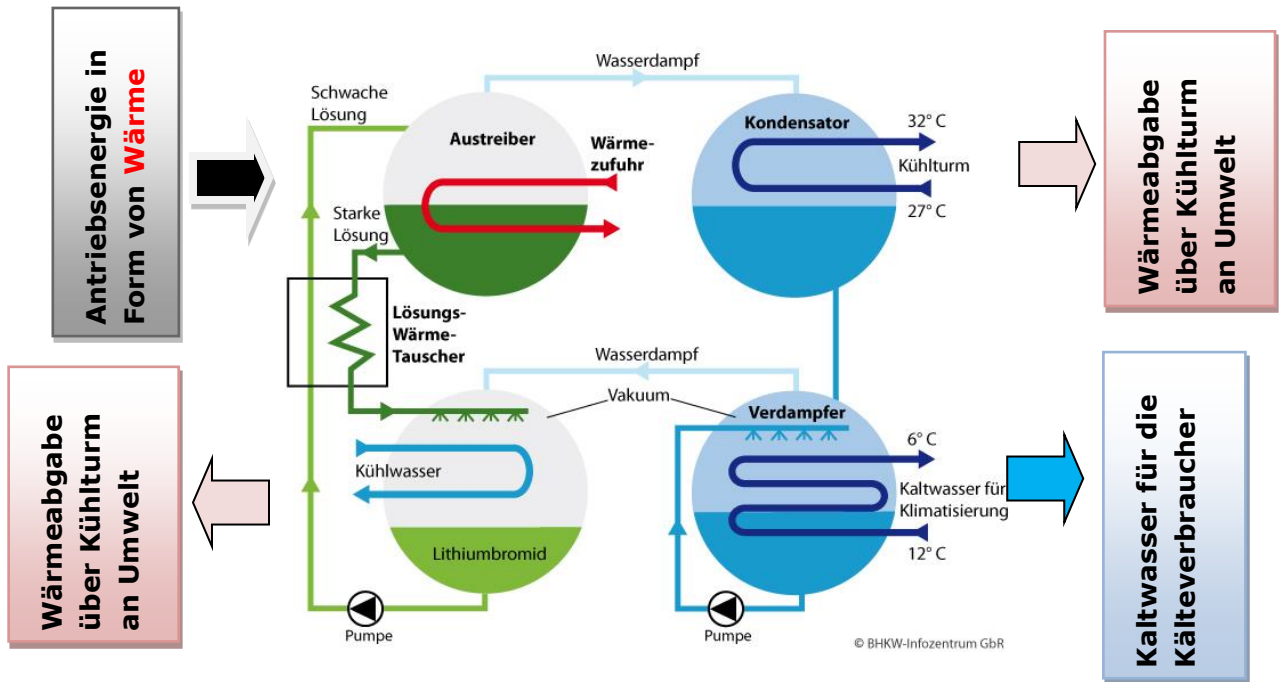 Antriebsenergie in
Form von Wärme
Wasserdampf
Schwache
Lösung
Austreiber
Wärme-
zufuhr
Kondensator
32° C
Kühlturm
27° C
Wärmeabgabe
über Kühlturm
an Umwelt
Starke
Lösung
Lösungs-
Wärme-
Tauscher
Wasserdampf
Vakuum
Verdampfer
Wärmeabgabe
über Kühlturm
an Umwelt
Kühlwasser
Lithiumbromid
6° C
Kaltwasser für
Klimatisierung
12° C
Kaltwasser für die
Kälteverbraucher
Pumpe
Pumpe
© BHKW-Infozentrum GbR